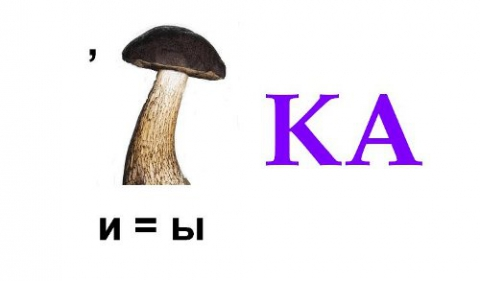 , КА
и = ы